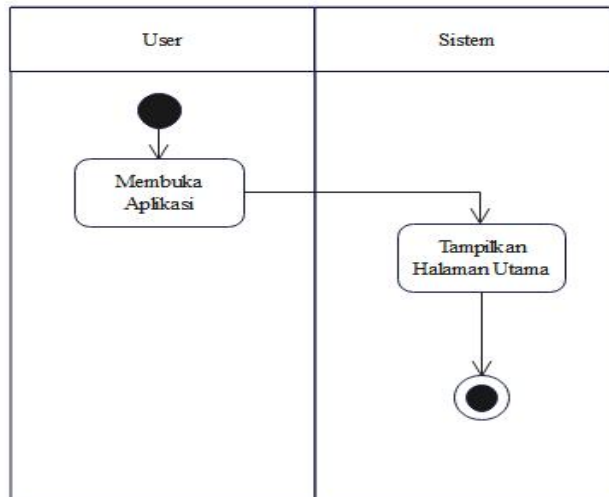 User
Sistem
Membuka
Aplikasi
Tampilkan
Halaman Utama